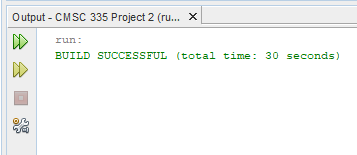 Output - CMSC 335 Project 2 (ru...
run:
BUILD SUCCESSFUL (total time: 30 seconds)